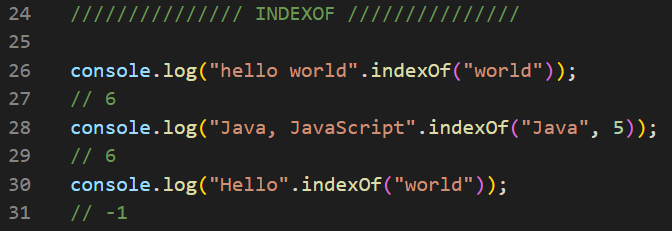 24 /////////////// INDEXOF ///////////////
25
26 console.log("hello world".indexOf("world"));
27 // 6
28 console.log("Java, JavaScript".indexOf("Java", 5));
29 // 6
30 console.log("Hello".indexOf("world"));
31 // -1